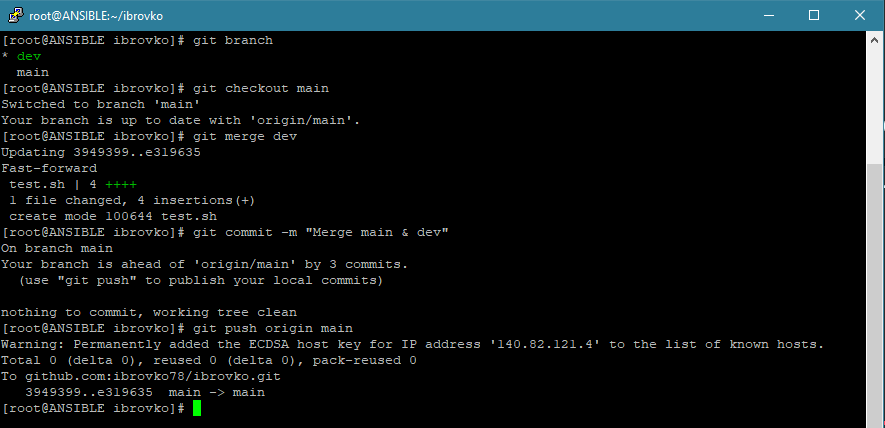 root@ANSIBLE:~/ibrovko
[root@ANSIBLE ibrovko]# git branch
* dev
  main
[root@ANSIBLE ibrovko]# git checkout main
Switched to branch 'main'
Your branch is up to date with 'origin/main'.
[root@ANSIBLE ibrovko]# git merge dev
Updating 3949399..e319635
Fast-forward
 test.sh | 4 ++++
 1 file changed, 4 insertions(+)
 create mode 100644 test.sh
[root@ANSIBLE ibrovko]# git commit -m "Merge main & dev"
On branch main
Your branch is ahead of 'origin/main' by 3 commits.
  (use "git push" to publish your local commits)

nothing to commit, working tree clean
[root@ANSIBLE ibrovko]# git push origin main
Warning: Permanently added the ECDSA host key for IP address '140.82.121.4' to the list of known hosts.
Total 0 (delta 0), reused 0 (delta 0), pack-reused 0
To github.com:ibrovko78/ibrovko.git
   3949399..e319635  main -> main
[root@ANSIBLE ibrovko]#